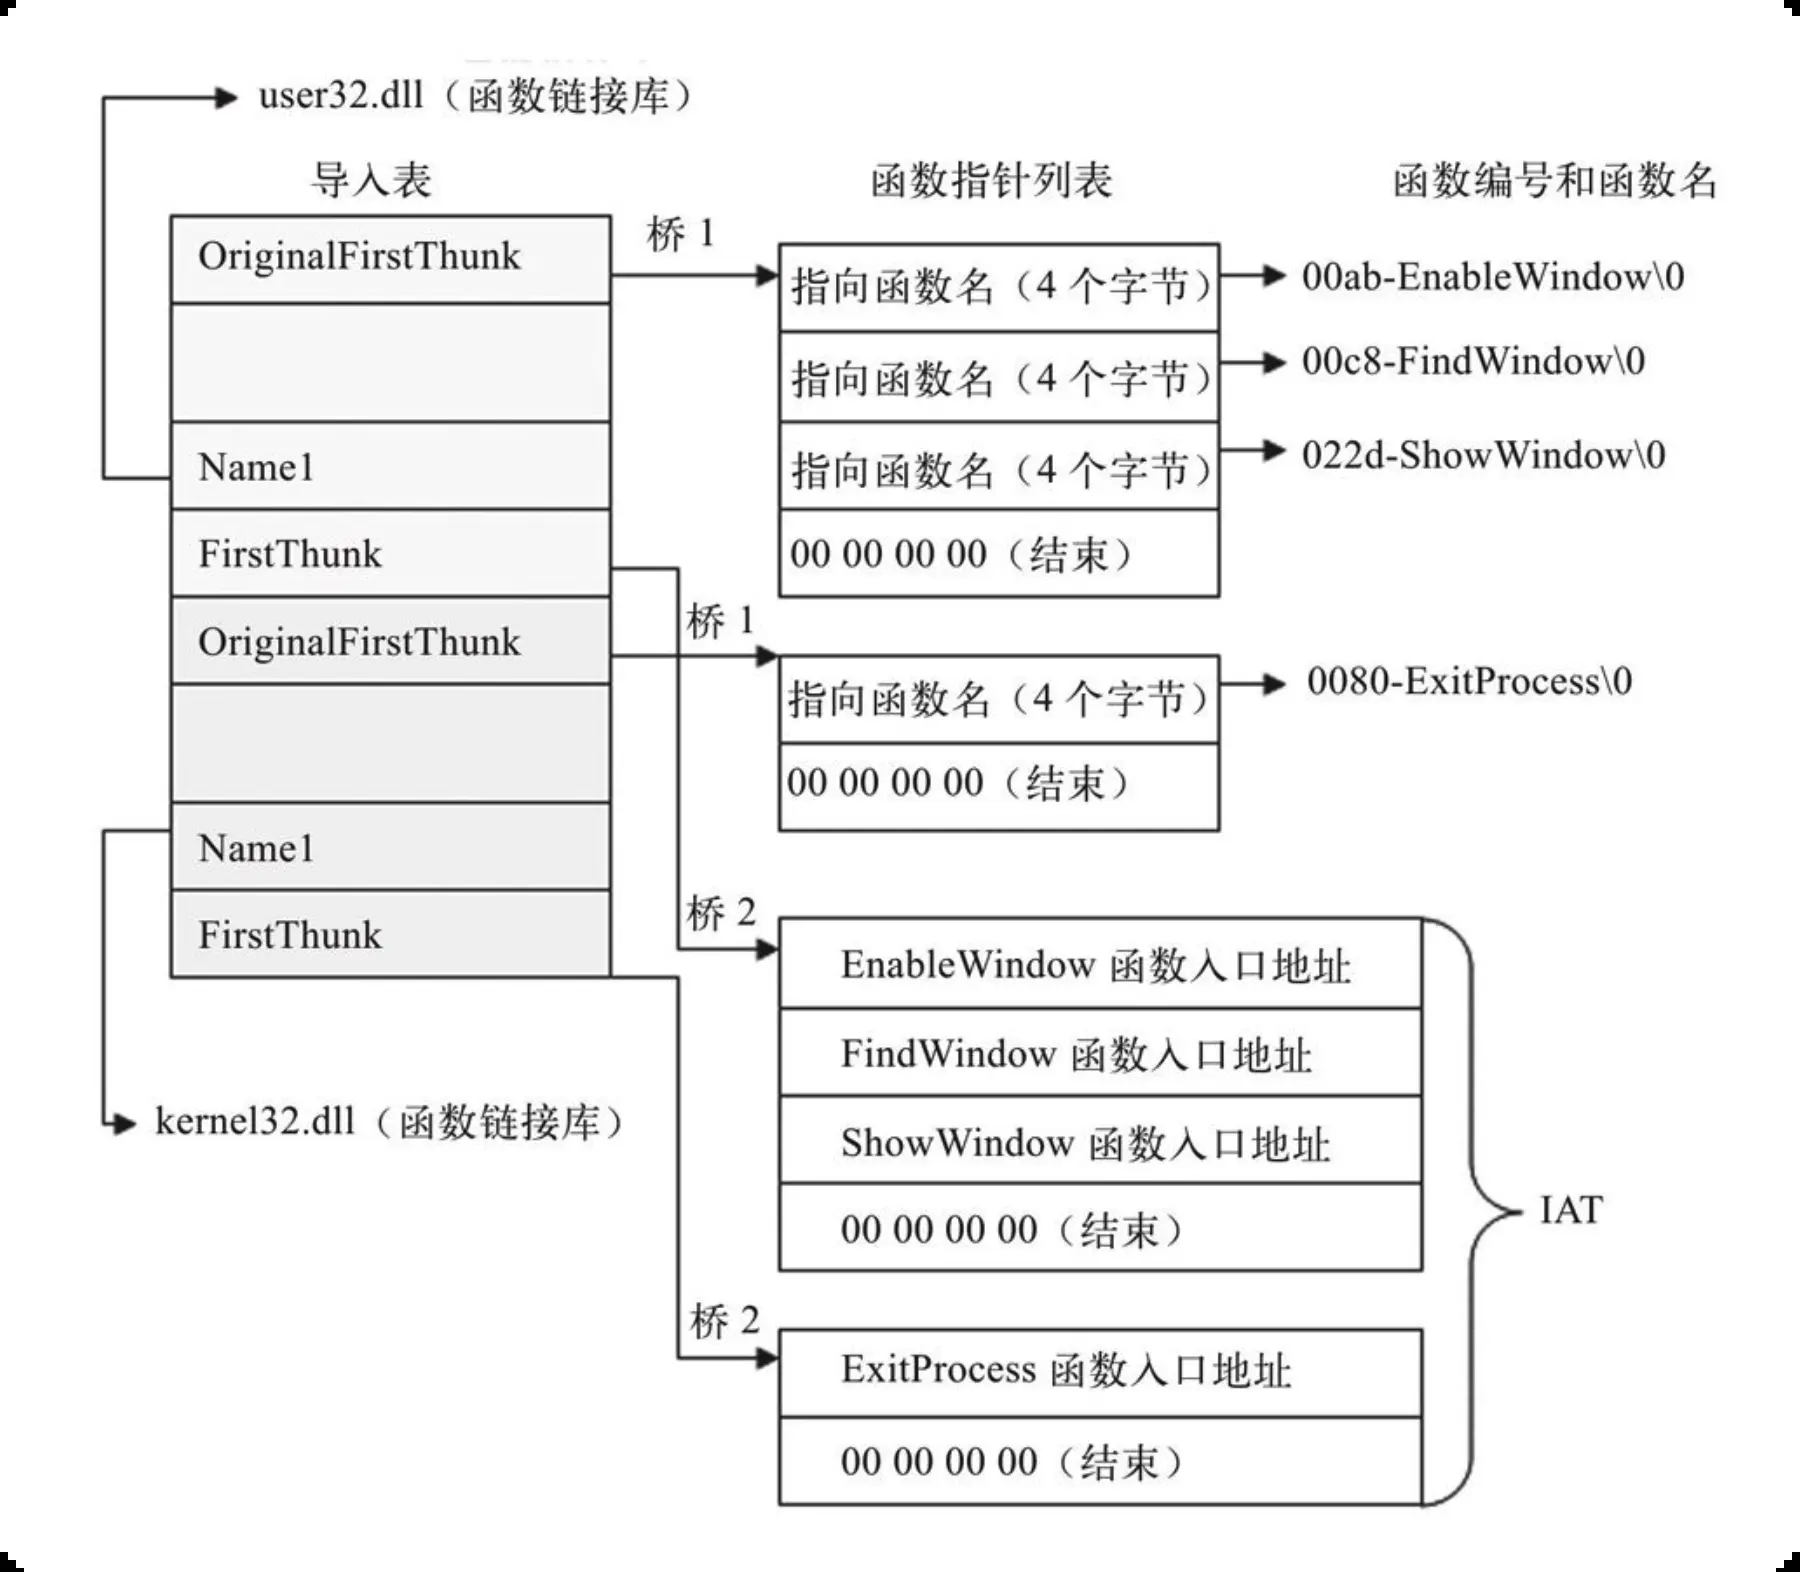 user32.dll（函数链接库）
导入表
函数指针列表
函数编号和函数名
OriginalFirstThunk
桥 1
指向函数名（4 个字节）
00ab-EnableWindow\0
指向函数名（4 个字节）
00c8-FindWindow\0
Name1
指向函数名（4 个字节）
022d-ShowWindow\0
FirstThunk
00 00 00 00（结束）
桥 1
OriginalFirstThunk
指向函数名（4 个字节）
0080-ExitProcess\0
00 00 00 00（结束）
Name1
FirstThunk
桥 2
EnableWindow 函数入口地址
FindWindow 函数入口地址
kernel32.dll（函数链接库）
ShowWindow 函数入口地址
00 00 00 00（结束）
IAT
桥 2
ExitProcess 函数入口地址
00 00 00 00（结束）